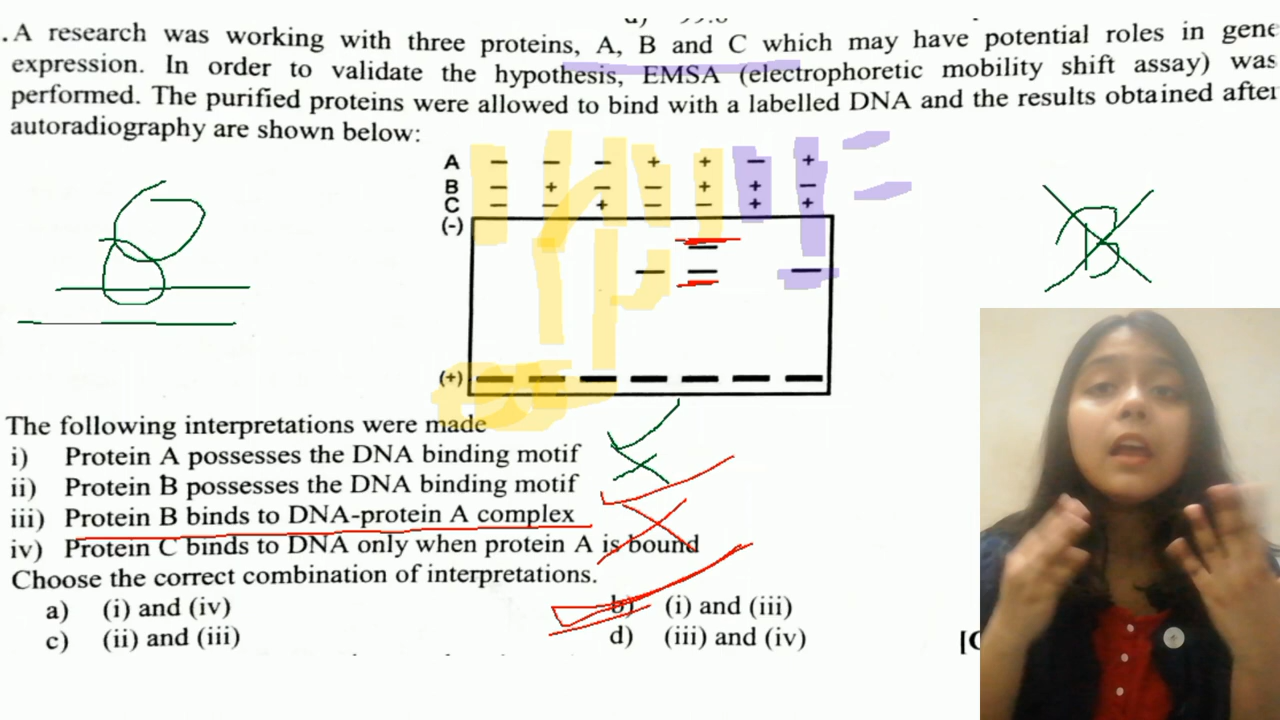 .A research was working with three proteins, A, B and C which may have potential roles in gene
expression. In order to validate the hypothesis, EMSA (electrophoretic mobility shift assay) was
performed. The purified proteins were allowed to bind with a labelled DNA and the results obtained after
autoradiography are shown below:
A − − − + + − +
B − + − − + + −
C − − + − − + +
(-)
(+)
B
The following interpretations were made
i) Protein A possesses the DNA binding motif
ii) Protein B possesses the DNA binding motif
iii) Protein B binds to DNA-protein A complex
iv) Protein C binds to DNA only when protein A is bound
Choose the correct combination of interpretations.
a) (i) and (iv) b) (i) and (iii)
c) (ii) and (iii) d) (iii) and (iv)